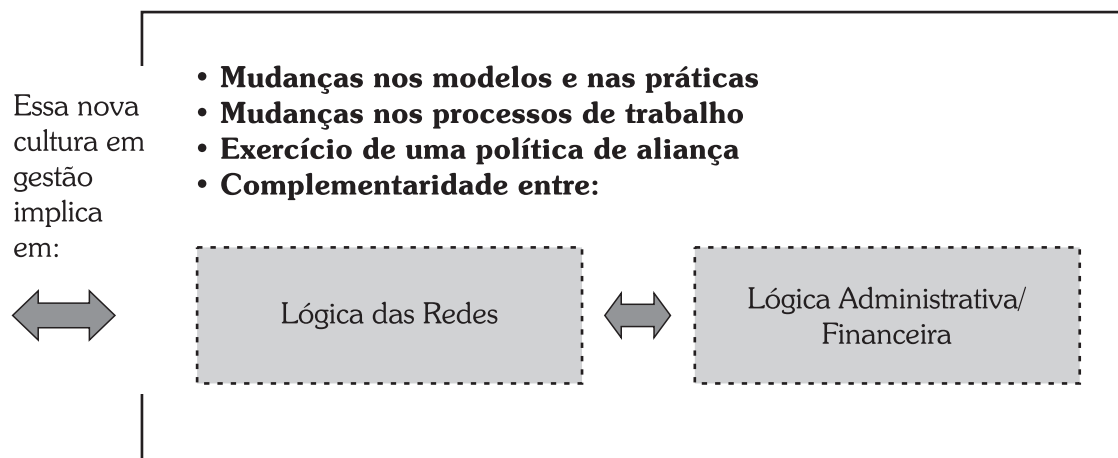 Essa nova
cultura em
gestão
implica
em:
• Mudanças nos modelos e nas práticas
• Mudanças nos processos de trabalho
• Exercício de uma política de aliança
• Complementaridade entre:
Lógica das Redes
Lógica Administrativa/
Financeira